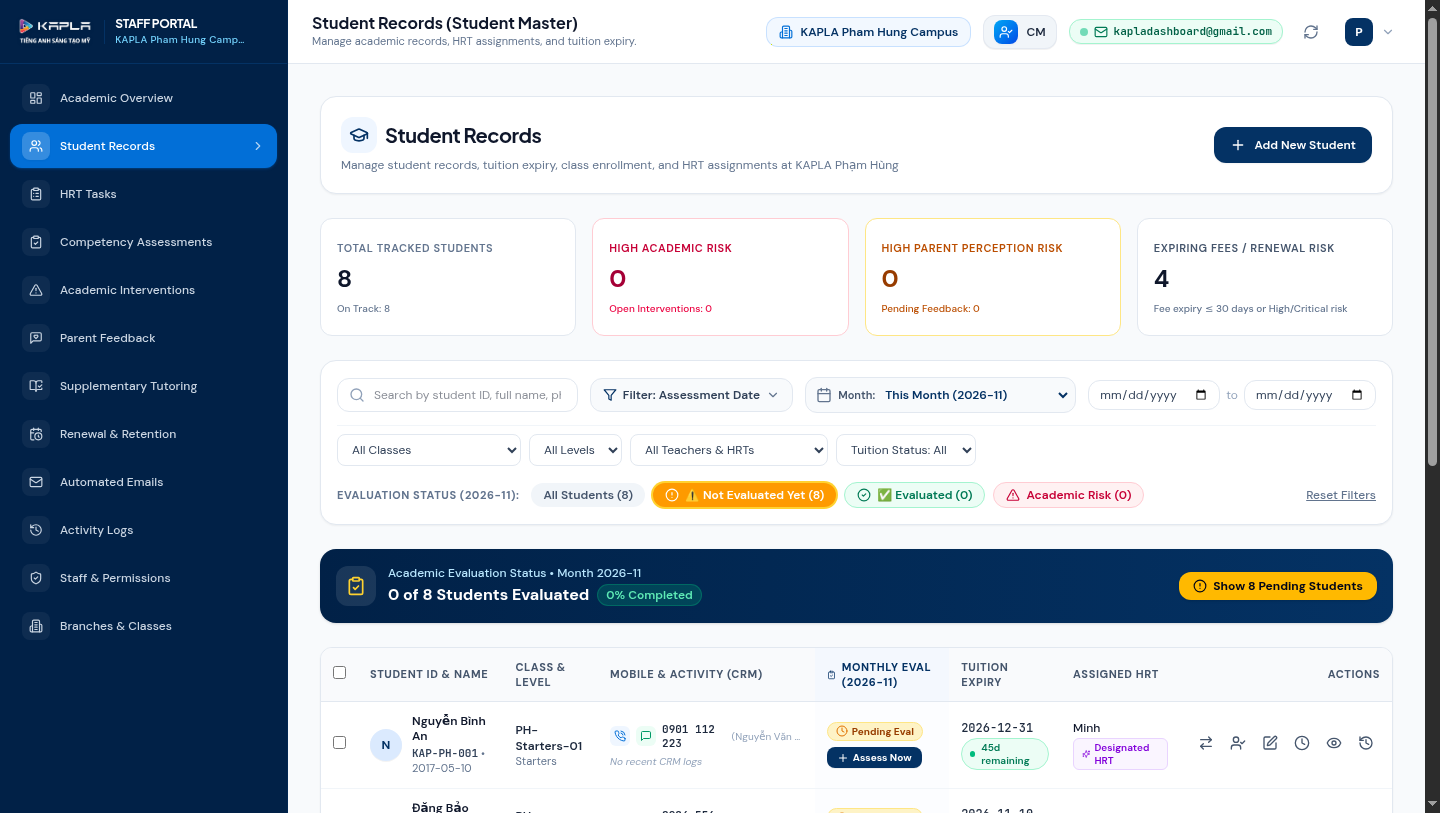 KAPLA
TIẾNG ANH SÁNG TẠO MỸ
STAFF PORTAL
KAPLA Pham Hung Camp...
Academic Overview
Student Records
HRT Tasks
Competency Assessments
Academic Interventions
Parent Feedback
Supplementary Tutoring
Renewal & Retention
Automated Emails
Activity Logs
Staff & Permissions
Branches & Classes
Student Records (Student Master)
Manage academic records, HRT assignments, and tuition expiry.
KAPLA Pham Hung Campus
CM
kapladashboard@gmail.com
P
Student Records
Manage student records, tuition expiry, class enrollment, and HRT assignments at KAPLA Phạm Hùng
Add New Student
TOTAL TRACKED STUDENTS
8
On Track: 8
HIGH ACADEMIC RISK
0
Open Interventions: 0
HIGH PARENT PERCEPTION RISK
0
Pending Feedback: 0
EXPIRING FEES / RENEWAL RISK
4
Fee expiry ≤ 30 days or High/Critical risk
Search by student ID, full name, pl
Filter: Assessment Date
Month: This Month (2026-11)
mm/dd/yyyy to mm/dd/yyyy
All Classes
All Levels
All Teachers & HRTs
Tuition Status: All
EVALUATION STATUS (2026-11):
All Students (8)
⚠️ Not Evaluated Yet (8)
✅ Evaluated (0)
Academic Risk (0)
Reset Filters
Academic Evaluation Status • Month 2026-11
0 of 8 Students Evaluated
0% Completed
Show 8 Pending Students
STUDENT ID & NAME
CLASS &
LEVEL
MOBILE & ACTIVITY (CRM)
MONTHLY EVAL
(2026-11)
TUITION
EXPIRY
ASSIGNED HRT
ACTIONS
N
Nguyễn Bình
An
KAP-PH-001 •
2017-05-10
PH-
Starters-01
Starters
0901 112
223
(Nguyễn Văn ...
No recent CRM logs
Pending Eval
Assess Now
2026-12-31
45d
remaining
Minh
Designated
HRT
Đặng Bảo